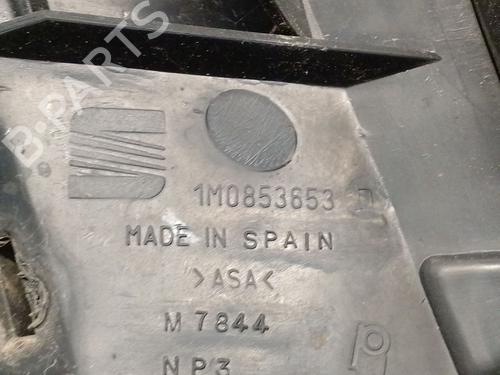 B-PARTS
1M0853653 D
MADE IN SPAIN
>ASA<
M 7844
NP3